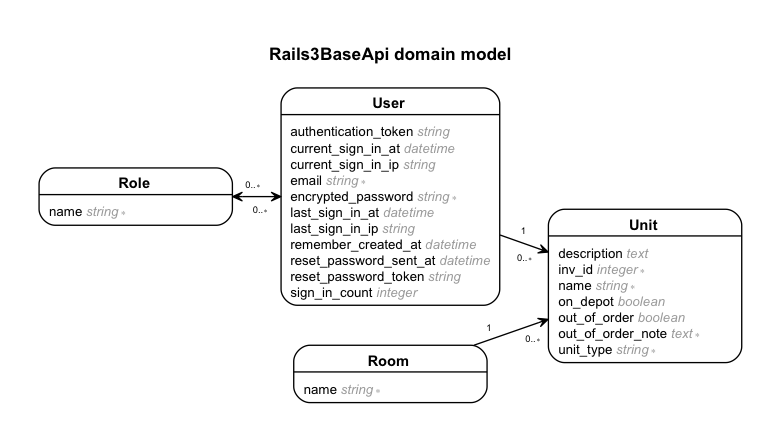 Rails3BaseApi domain model
User
authentication_token string
current_sign_in_at datetime
current_sign_in_ip string
email string *
encrypted_password string *
last_sign_in_at datetime
last_sign_in_ip string
remember_created_at datetime
reset_password_sent_at datetime
reset_password_token string
sign_in_count integer
Role
name string *
0..*
0..*
1
0..*
Unit
description text
inv_id integer *
name string *
on_depot boolean
out_of_order boolean
out_of_order_note text *
unit_type string *
1
0..*
Room
name string *